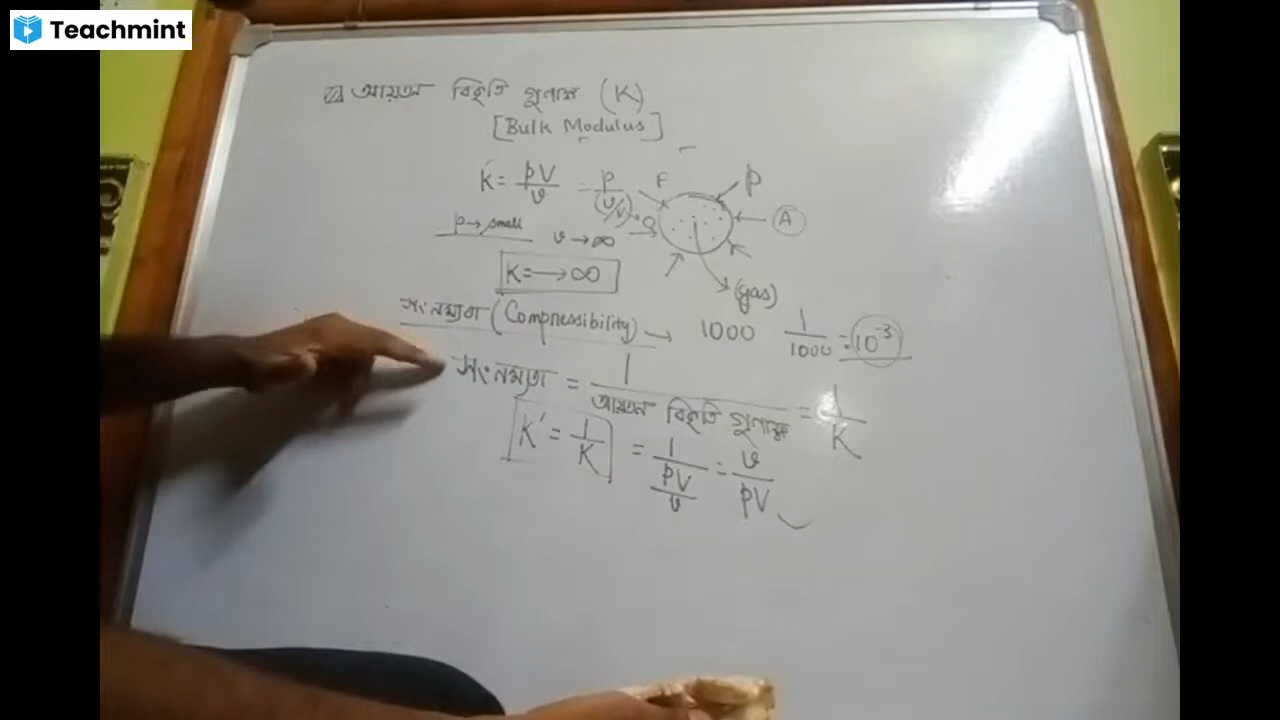 Teachmint
আয়তন বিকৃতি গুণাঙ্ক (K)
[Bulk Modulus]
K = pV/v = p/(v/V)
F p
A
p → small v → ∞
K = → ∞
(gas)
সংনম্যতা (Compressibility) → 1000 1/1000 = 10⁻³
সংনম্যতা = 1/আয়তন বিকৃতি গুণাঙ্ক = 1/K
K' = 1/K = 1/(pV/v) = v/pV